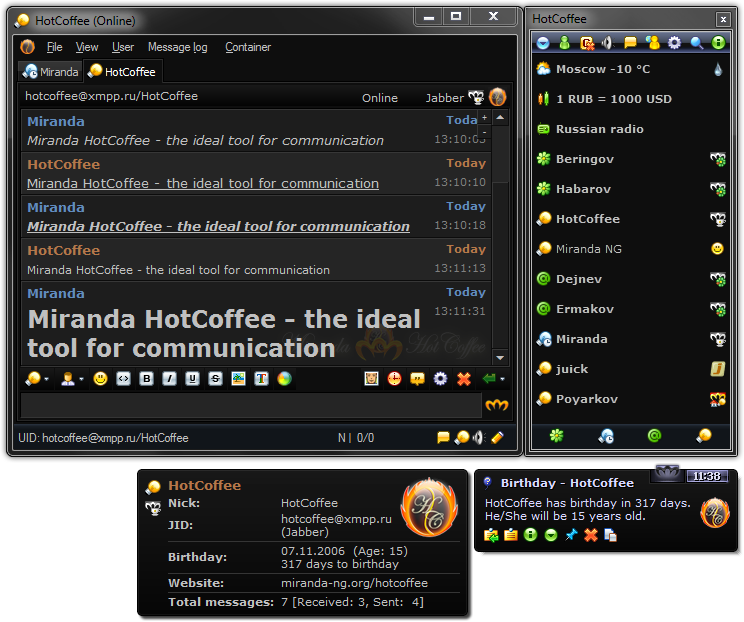 HotCoffee (Online)
File View User Message log Container
Miranda HotCoffee
hotcoffee@xmpp.ru/HotCoffee Online Jabber
Miranda Today
Miranda HotCoffee - the ideal tool for communication 13:10:03
HotCoffee Today
Miranda HotCoffee - the ideal tool for communication 13:10:10
Miranda Today
Miranda HotCoffee - the ideal tool for communication 13:10:18
HotCoffee Today
Miranda HotCoffee - the ideal tool for communication 13:11:13
Miranda Today
Miranda HotCoffee - the ideal 13:11:31
tool for communication
UID: hotcoffee@xmpp.ru/HotCoffee N | 0/0
HotCoffee
Moscow -10 °C
1 RUB = 1000 USD
Russian radio
Beringov
Habarov
HotCoffee
Miranda NG
Dejnev
Ermakov
Miranda
juick
Poyarkov
HotCoffee
Nick: HotCoffee
JID: hotcoffee@xmpp.ru
(Jabber)
Birthday: 07.11.2006 (Age: 15)
317 days to birthday
Website: miranda-ng.org/hotcoffee
Total messages: 7 [Received: 3, Sent: 4]
Birthday - HotCoffee 11:38
HotCoffee has birthday in 317 days.
He/She will be 15 years old.